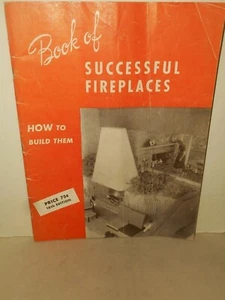 Book of
SUCCESSFUL
FIREPLACES
HOW TO
BUILD THEM
PRICE 75¢